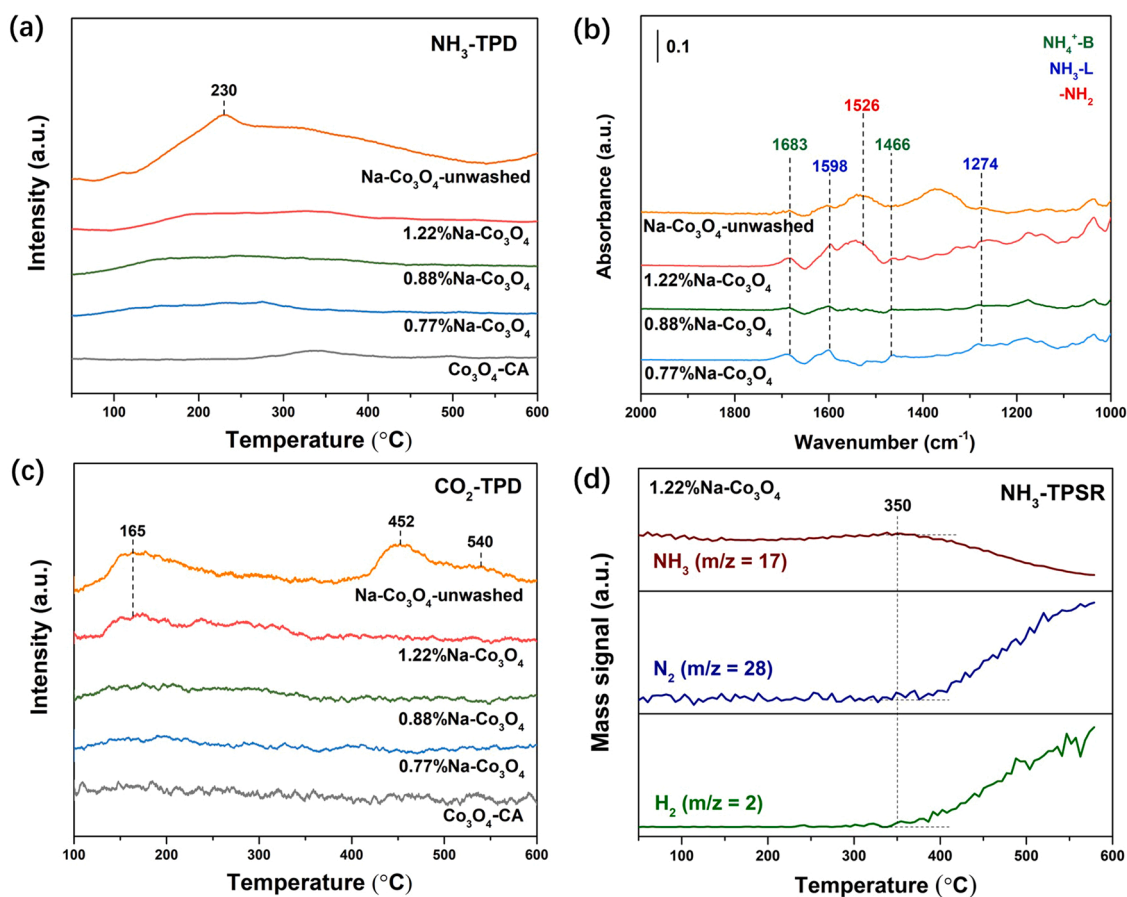 (a)
NH₃-TPD
230
Na-Co₃O₄-unwashed
1.22%Na-Co₃O₄
0.88%Na-Co₃O₄
0.77%Na-Co₃O₄
Co₃O₄-CA
Intensity (a.u.)
100 200 300 400 500 600
Temperature (°C)
(b)
0.1
NH₄⁺-B
NH₃-L
-NH₂
1526
1683 1466
1598 1274
Na-Co₃O₄-unwashed
1.22%Na-Co₃O₄
0.88%Na-Co₃O₄
0.77%Na-Co₃O₄
Absorbance (a.u.)
2000 1800 1600 1400 1200 1000
Wavenumber (cm⁻¹)
(c)
CO₂-TPD
165 452
540
Na-Co₃O₄-unwashed
1.22%Na-Co₃O₄
0.88%Na-Co₃O₄
0.77%Na-Co₃O₄
Co₃O₄-CA
Intensity (a.u.)
100 200 300 400 500 600
Temperature (°C)
(d)
1.22%Na-Co₃O₄ NH₃-TPSR
350
NH₃ (m/z = 17)
N₂ (m/z = 28)
H₂ (m/z = 2)
Mass signal (a.u.)
100 200 300 400 500 600
Temperature (°C)